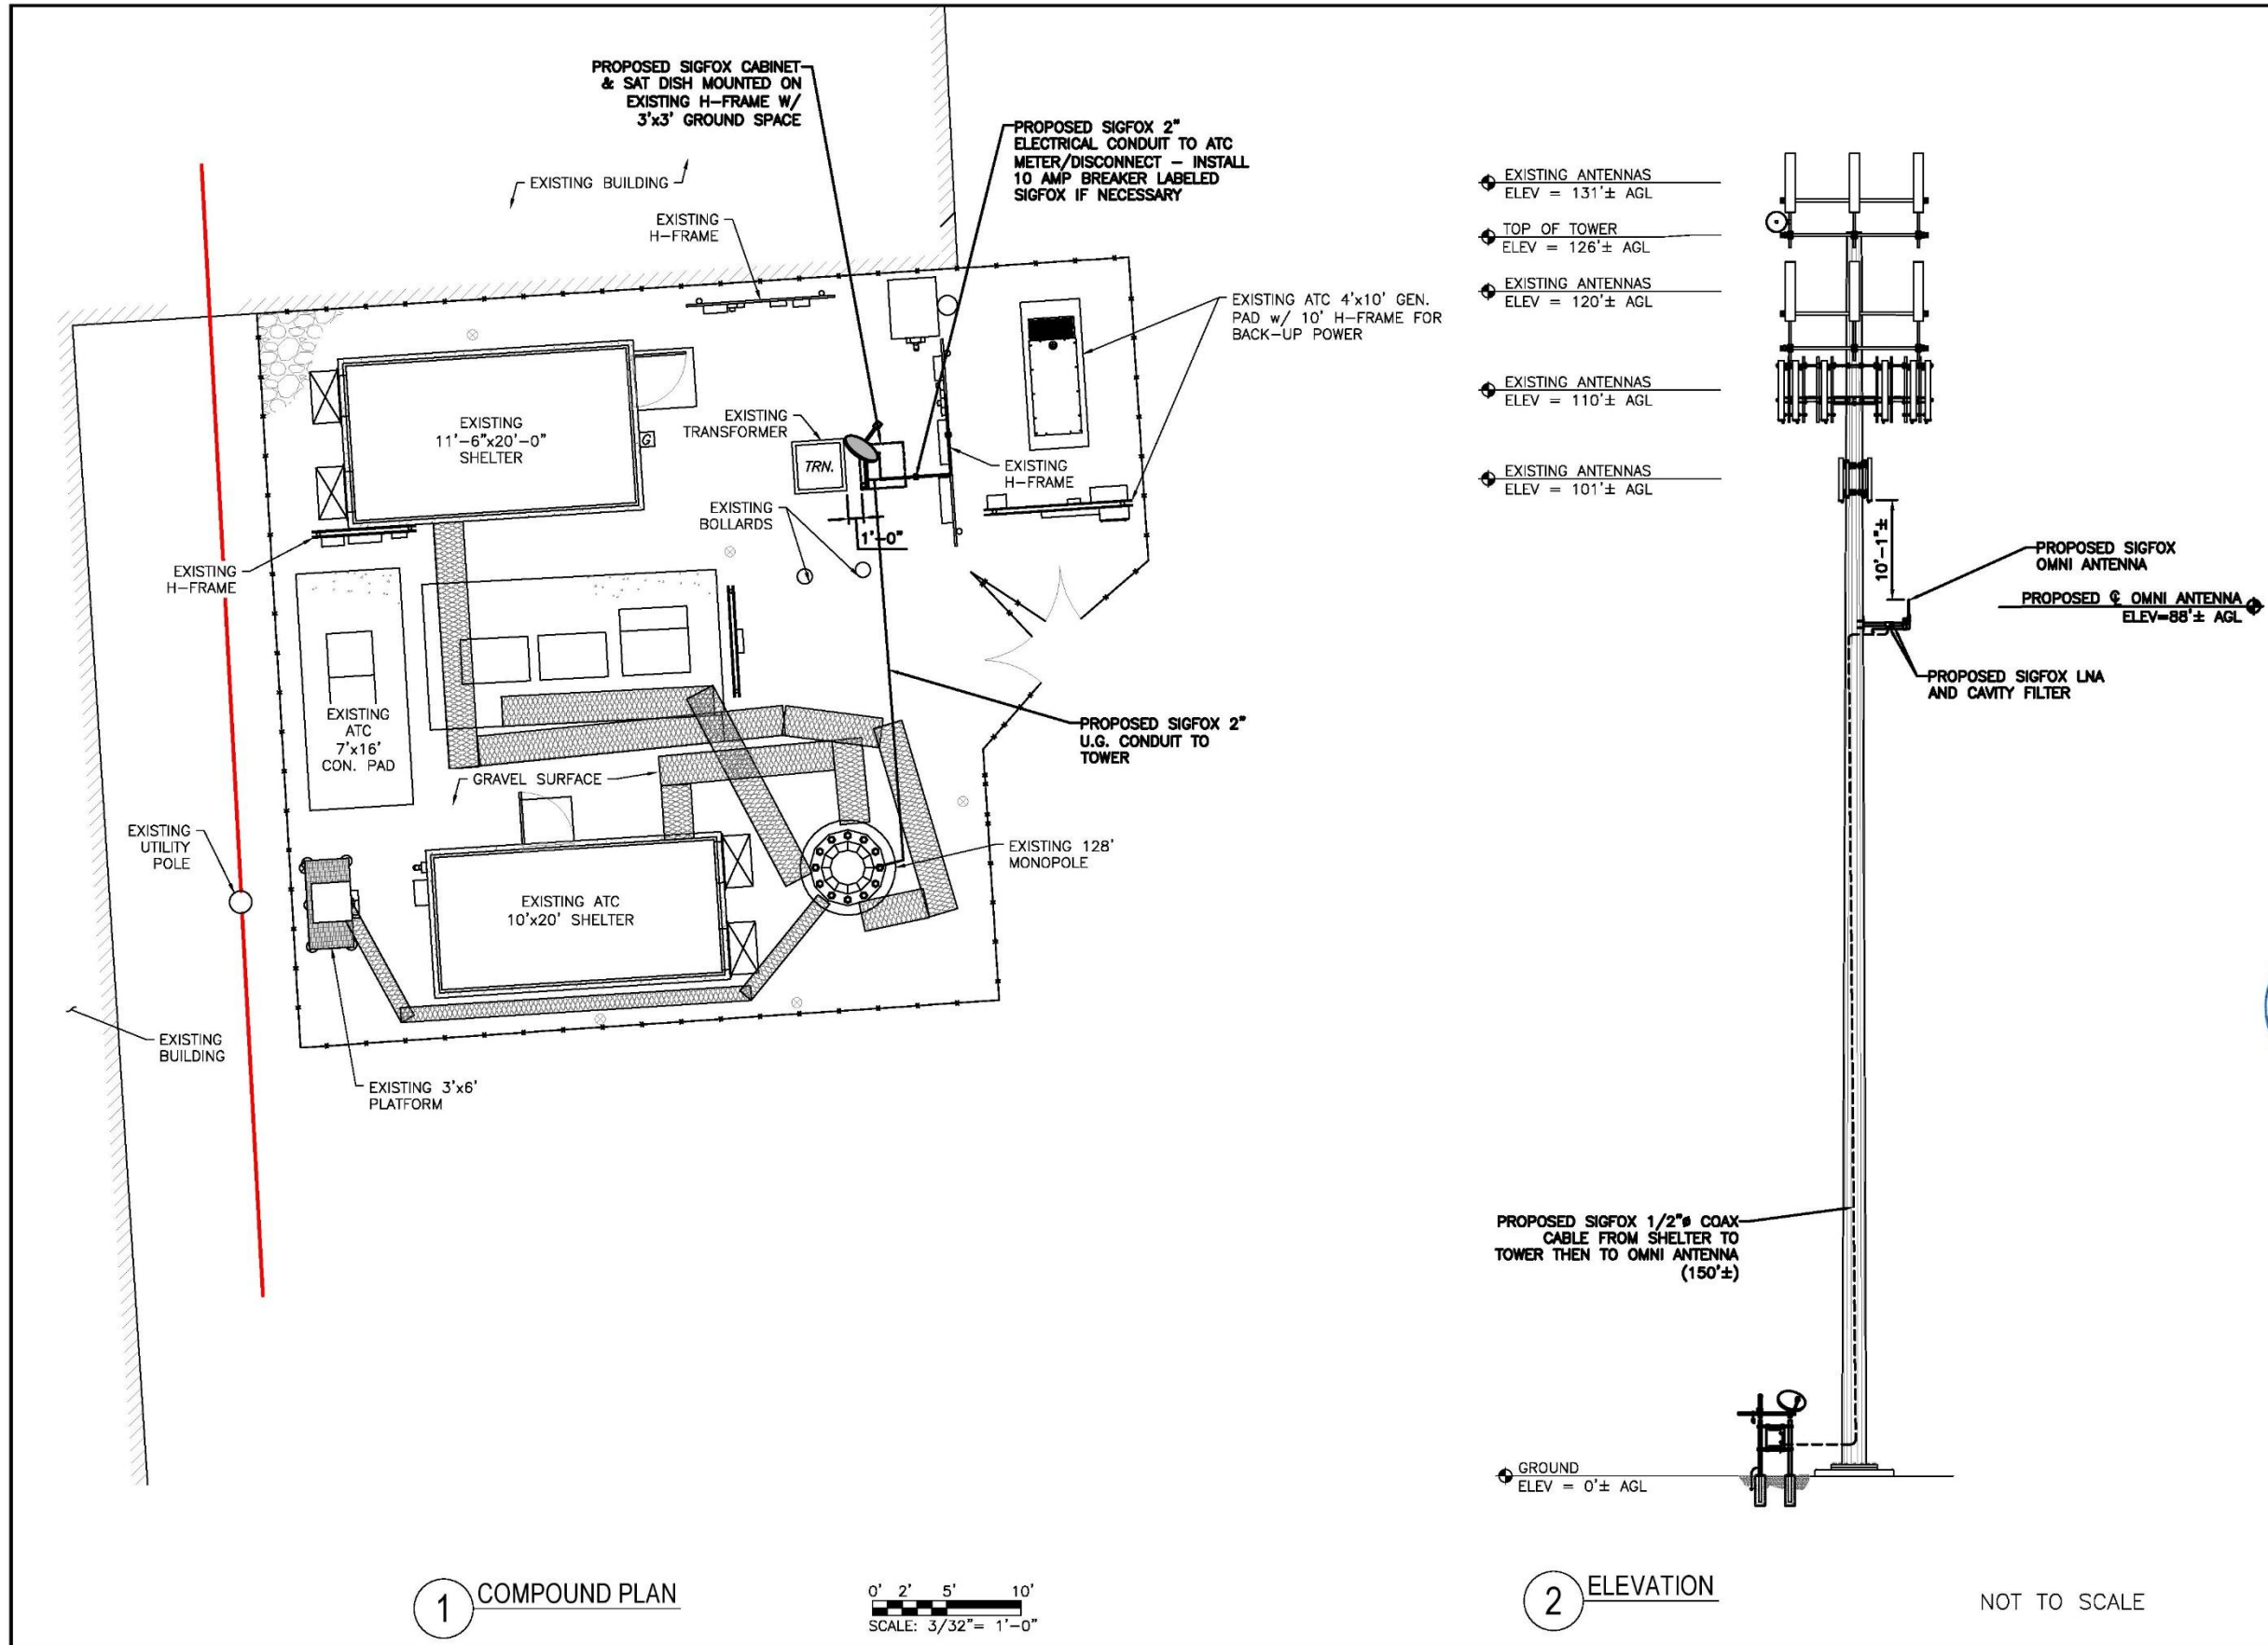 PROPOSED SIGFOX CABINET
& SAT DISH MOUNTED ON
EXISTING H-FRAME W/
3'x3' GROUND SPACE
PROPOSED SIGFOX 2"
ELECTRICAL CONDUIT TO ATC
METER/DISCONNECT - INSTALL
10 AMP BREAKER LABELED
SIGFOX IF NECESSARY
EXISTING BUILDING
EXISTING
H-FRAME
EXISTING ATC 4'x10' GEN.
PAD w/ 10' H-FRAME FOR
BACK-UP POWER
EXISTING
11'-6"x20'-0"
SHELTER
G
EXISTING
TRANSFORMER
TRN.
EXISTING
H-FRAME
EXISTING
BOLLARDS
1'-0"
EXISTING
H-FRAME
EXISTING
ATC
7'x16'
CON. PAD
PROPOSED SIGFOX 2"
U.G. CONDUIT TO
TOWER
GRAVEL SURFACE
EXISTING
UTILITY
POLE
EXISTING 128'
MONOPOLE
EXISTING ATC
10'x20' SHELTER
EXISTING
BUILDING
EXISTING 3'x6'
PLATFORM
1
COMPOUND PLAN
0' 2' 5' 10'
SCALE: 3/32"= 1'-0"
EXISTING ANTENNAS
ELEV = 131'± AGL
TOP OF TOWER
ELEV = 126'± AGL
EXISTING ANTENNAS
ELEV = 120'± AGL
EXISTING ANTENNAS
ELEV = 110'± AGL
EXISTING ANTENNAS
ELEV = 101'± AGL
10'-1"±
PROPOSED SIGFOX
OMNI ANTENNA
PROPOSED ℄ OMNI ANTENNA
ELEV=88'± AGL
PROPOSED SIGFOX LNA
AND CAVITY FILTER
PROPOSED SIGFOX 1/2"ø COAX
CABLE FROM SHELTER TO
TOWER THEN TO OMNI ANTENNA
(150'±)
GROUND
ELEV = 0'± AGL
2
ELEVATION
NOT TO SCALE